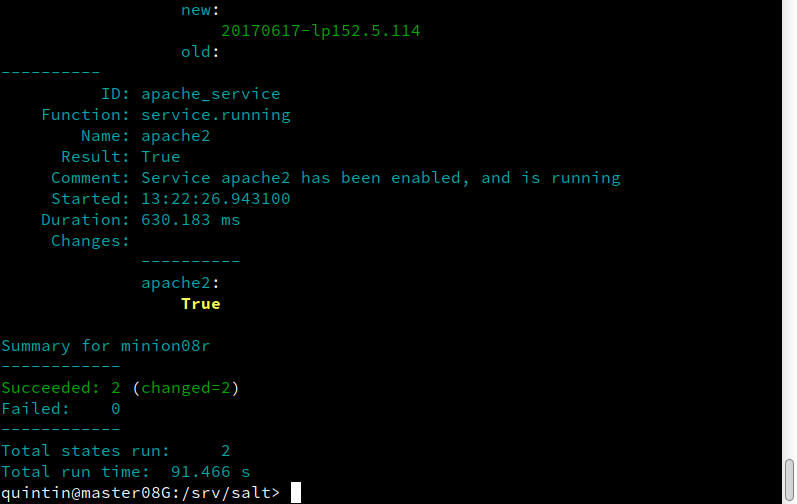 new:
20170617-lp152.5.114
old:
----------
ID: apache_service
Function: service.running
Name: apache2
Result: True
Comment: Service apache2 has been enabled, and is running
Started: 13:22:26.943100
Duration: 630.183 ms
Changes:
----------
apache2:
True
Summary for minion08r
------------
Succeeded: 2 (changed=2)
Failed:    0
------------
Total states run:     2
Total run time:  91.466 s
quintin@master08G:/srv/salt>